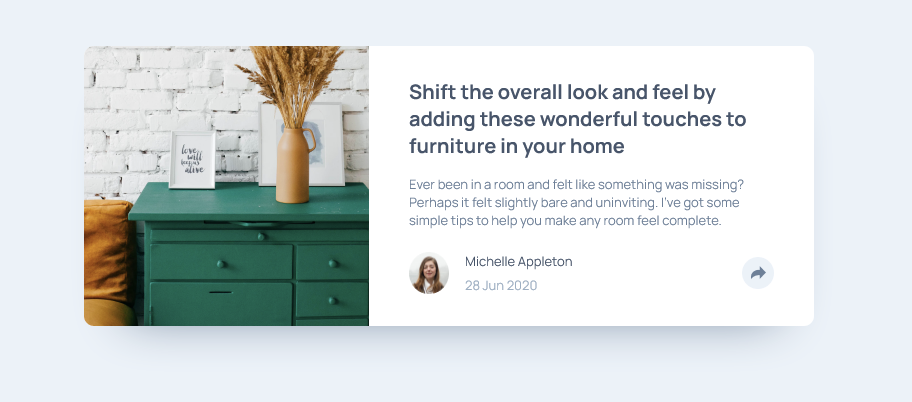 love
will
keep us
alive
Shift the overall look and feel by
adding these wonderful touches to
furniture in your home
Ever been in a room and felt like something was missing?
Perhaps it felt slightly bare and uninviting. I've got some
simple tips to help you make any room feel complete.
Michelle Appleton
28 Jun 2020